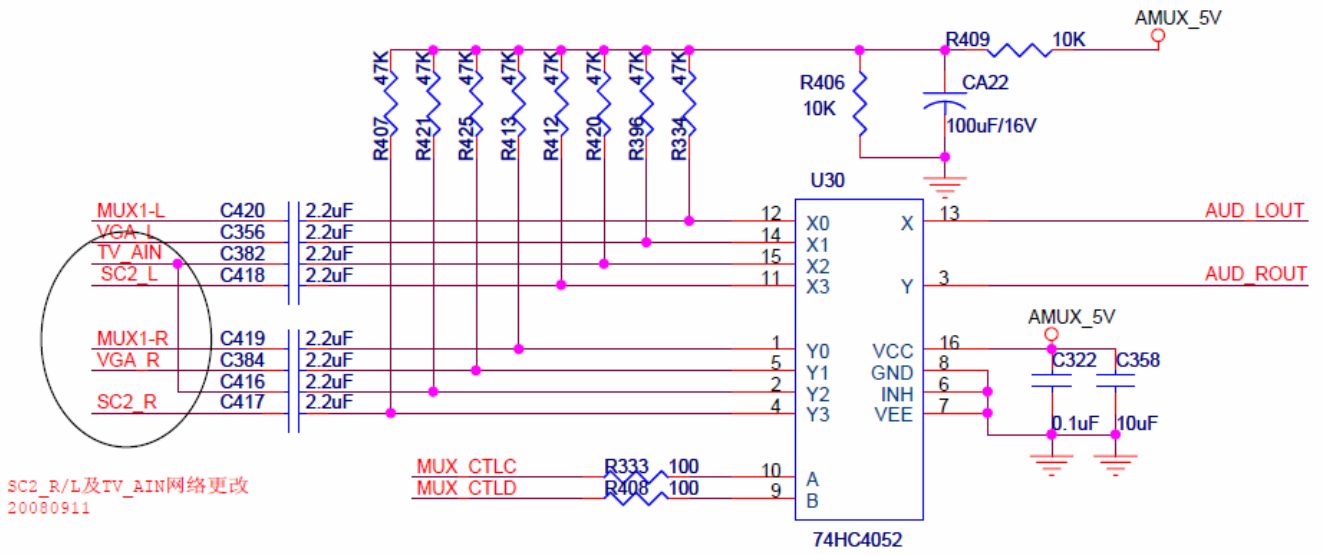 AMUX_5V
R409 10K
47K 47K 47K 47K 47K 47K 47K 47K
R407 R421 R425 R413 R412 R420 R396 R334
R406
10K
CA22
100uF/16V
U30
MUX1-L C420 2.2uF 12 X0 X 13 AUD_LOUT
VGA_L C356 2.2uF 14 X1
TV_AIN C382 2.2uF 15 X2
SC2_L C418 2.2uF 11 X3 Y 3 AUD_ROUT
AMUX_5V
MUX1-R C419 2.2uF 1 Y0 VCC 16
VGA_R C384 2.2uF 5 Y1 GND 8 C322 C358
C416 2.2uF 2 Y2 INH 6
SC2_R C417 2.2uF 4 Y3 VEE 7 0.1uF 10uF
MUX_CTLC R333 100 10 A
MUX_CTLD R408 100 9 B
SC2_R/L及TV_AIN网络更改
20080911
74HC4052